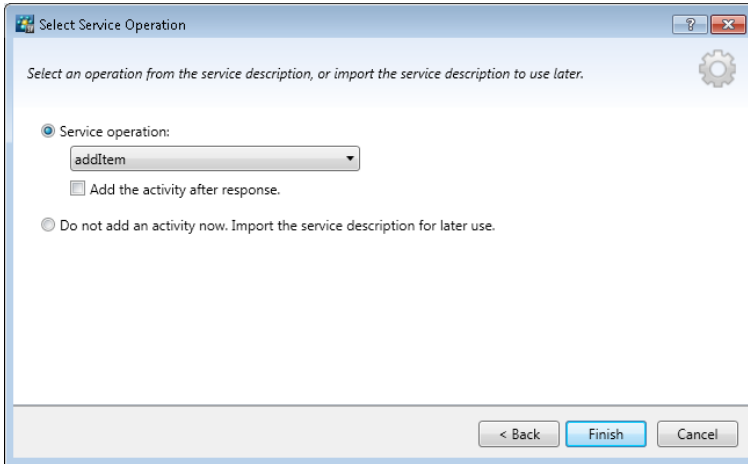 Select Service Operation
?
Select an operation from the service description, or import the service description to use later.
Service operation:
addItem
Add the activity after response.
Do not add an activity now. Import the service description for later use.
< Back Finish Cancel